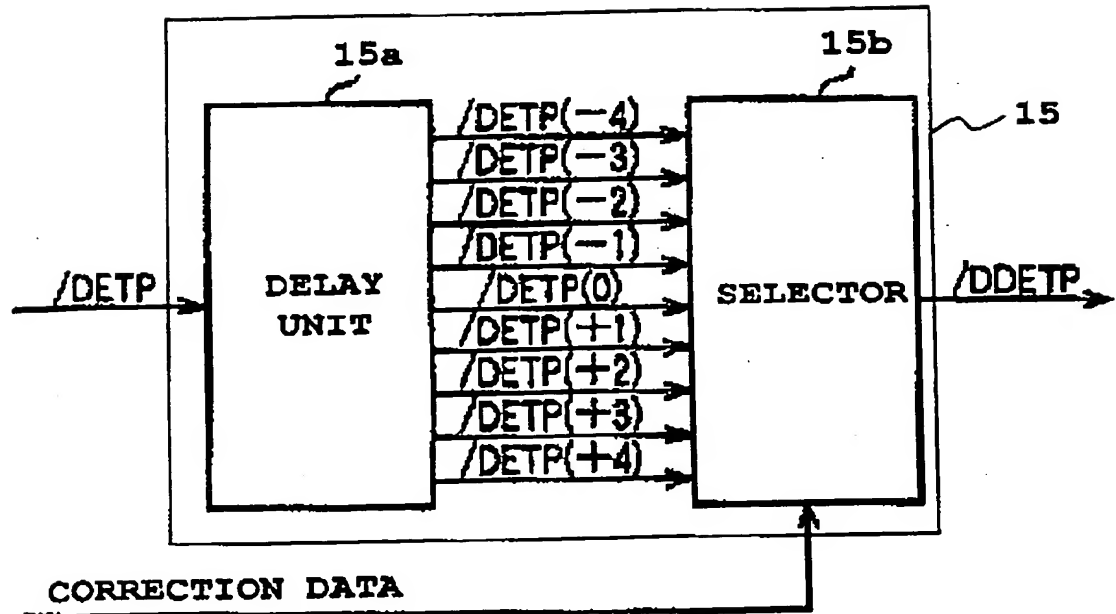 15a
15b
15
/DETP(−4)
/DETP(−3)
/DETP(−2)
/DETP(−1)
/DETP(0)
/DETP(+1)
/DETP(+2)
/DETP(+3)
/DETP(+4)
/DETP
DELAY
UNIT
SELECTOR
/DDETP
CORRECTION DATA